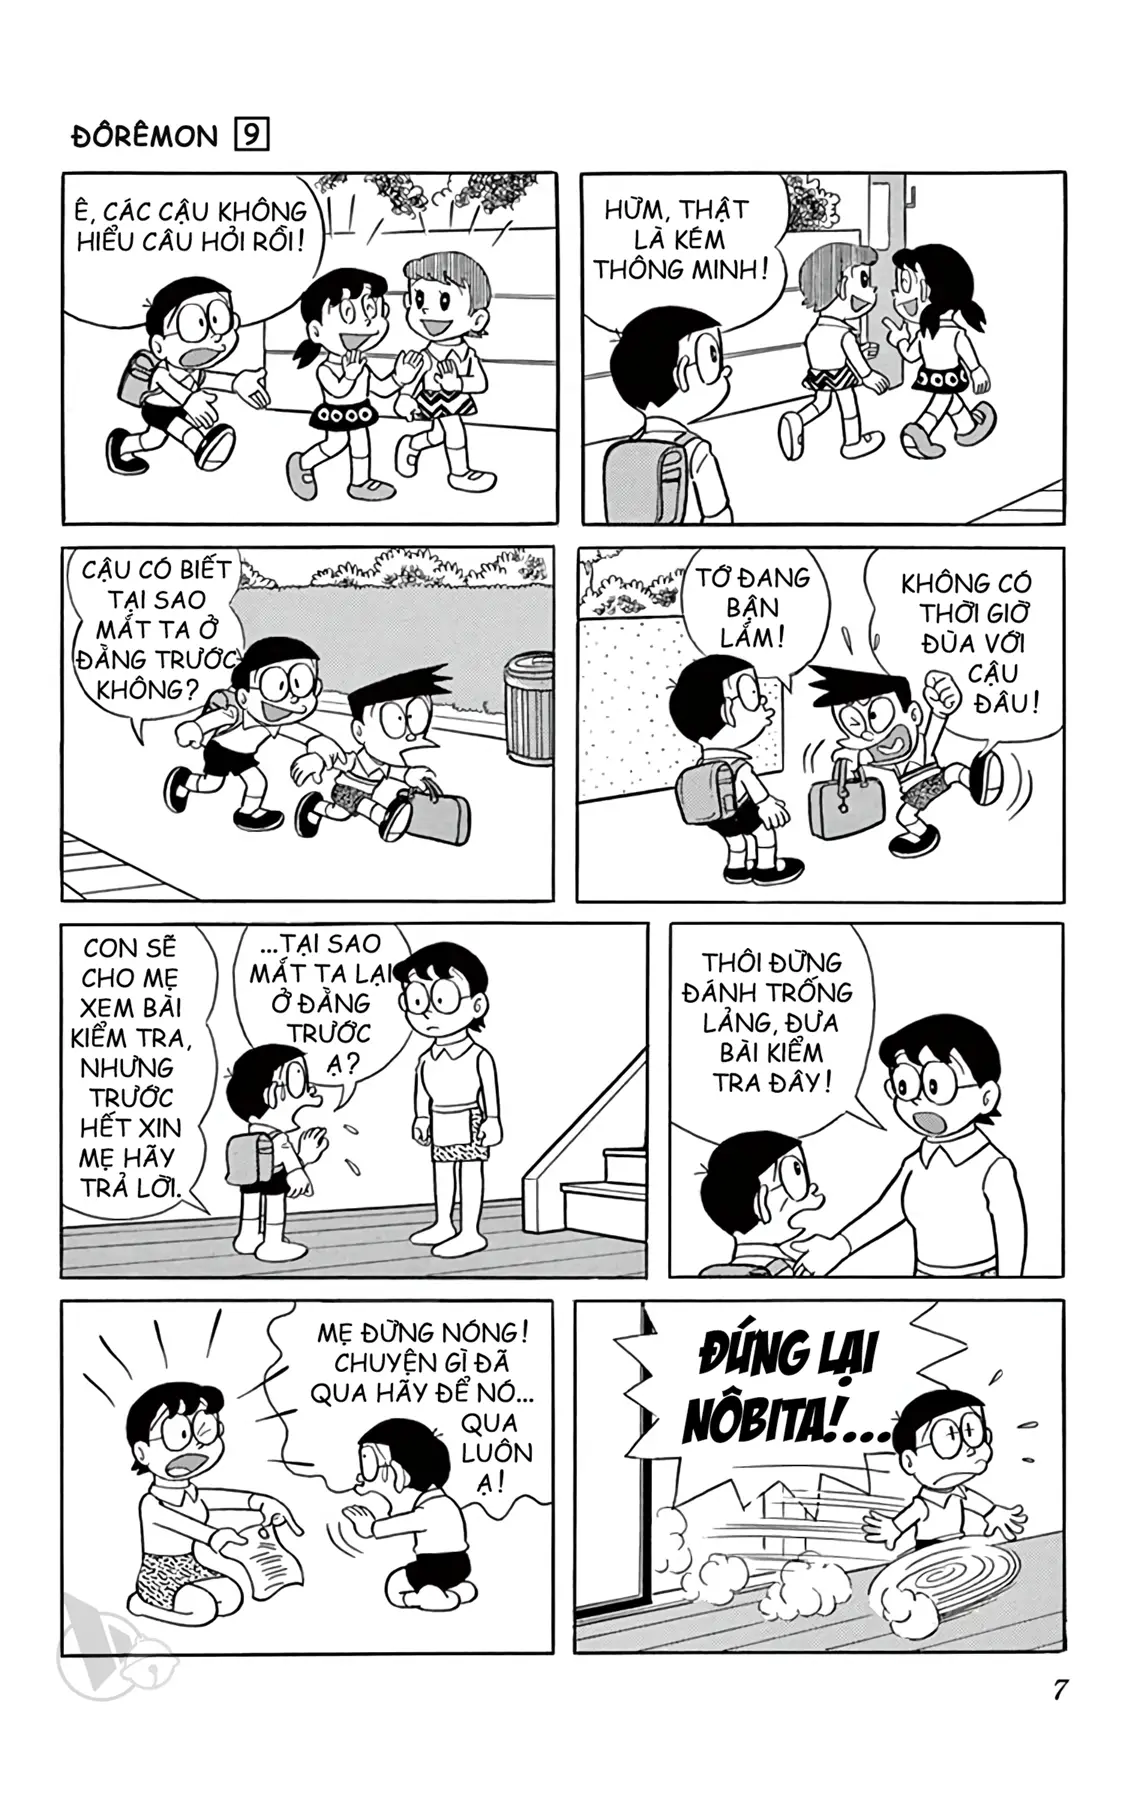 ĐÔRÊMON 9
Ê, CÁC CẬU KHÔNG
HIỂU CÂU HỎI RỒI!
HỪM, THẬT
LÀ KÉM
THÔNG MINH!
CẬU CÓ BIẾT
TẠI SAO
MẮT TA Ở
ĐẰNG TRƯỚC
KHÔNG?
TỚ ĐANG
BẬN
LẮM!
KHÔNG CÓ
THỜI GIỜ
ĐÙA VỚI
CẬU
ĐÂU!
CON SẼ
CHO MẸ
XEM BÀI
KIỂM TRA,
NHƯNG
TRƯỚC
HẾT XIN
MẸ HÃY
TRẢ LỜI.
...TẠI SAO
MẮT TA LẠI
Ở ĐẰNG
TRƯỚC
Ạ?
THÔI ĐỪNG
ĐÁNH TRỐNG
LẢNG, ĐƯA
BÀI KIỂM
TRA ĐÂY!
MẸ ĐỪNG NÓNG!
CHUYỆN GÌ ĐÃ
QUA HÃY ĐỂ NÓ...
QUA
LUÔN
Ạ!
ĐỨNG LẠI
NÔBITA!...
7